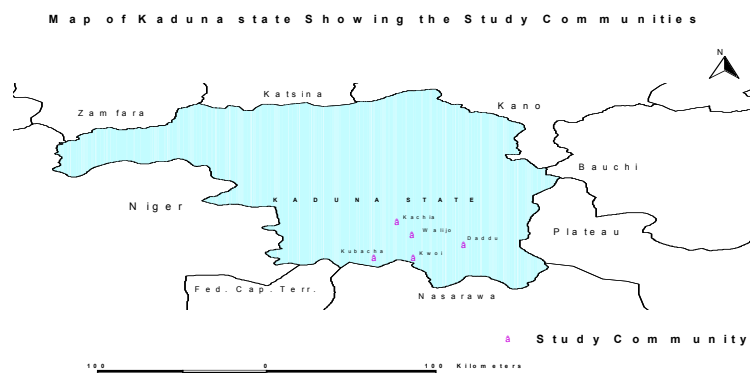 Map of Kaduna state Showing the Study Communities
N
Katsina
Kano
Zamfara
Bauchi
Niger
KADUNA STATE
Kachia
Walijo
Daddu
Plateau
Kubacha
Kwoi
Fed. Cap. Terr.
Nasarawa
â Study Community
100 0 100 Kilometers